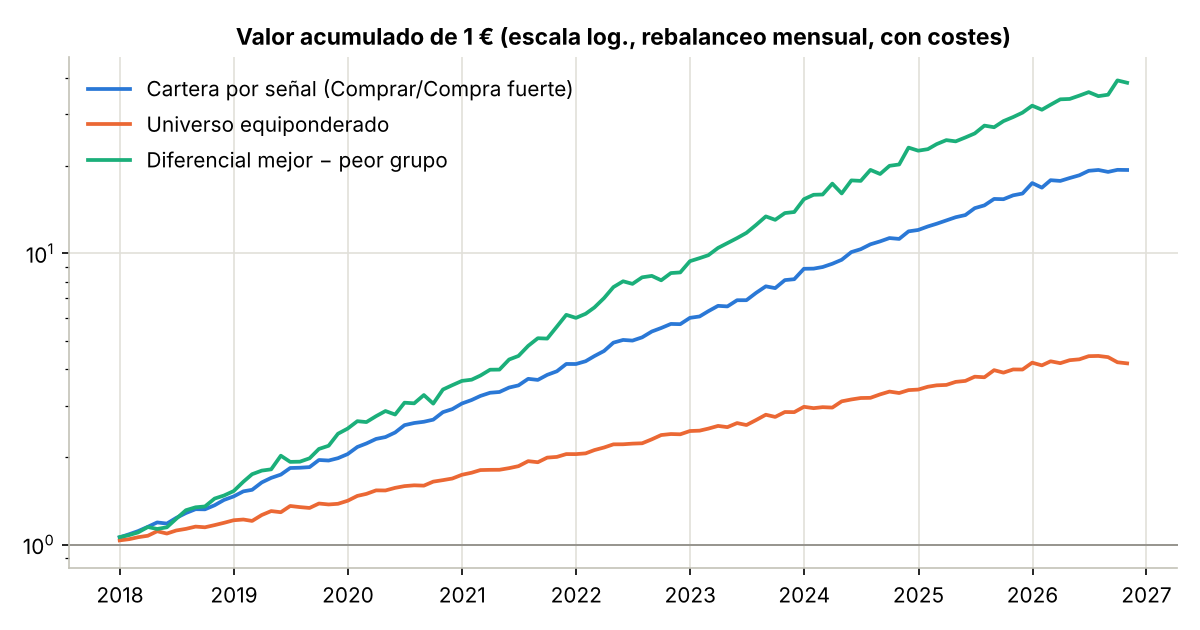 Valor acumulado de 1 € (escala log., rebalanceo mensual, con costes)
Cartera por señal (Comprar/Compra fuerte)
Universo equiponderado
Diferencial mejor – peor grupo
10¹
10⁰
2018 2019 2020 2021 2022 2023 2024 2025 2026 2027